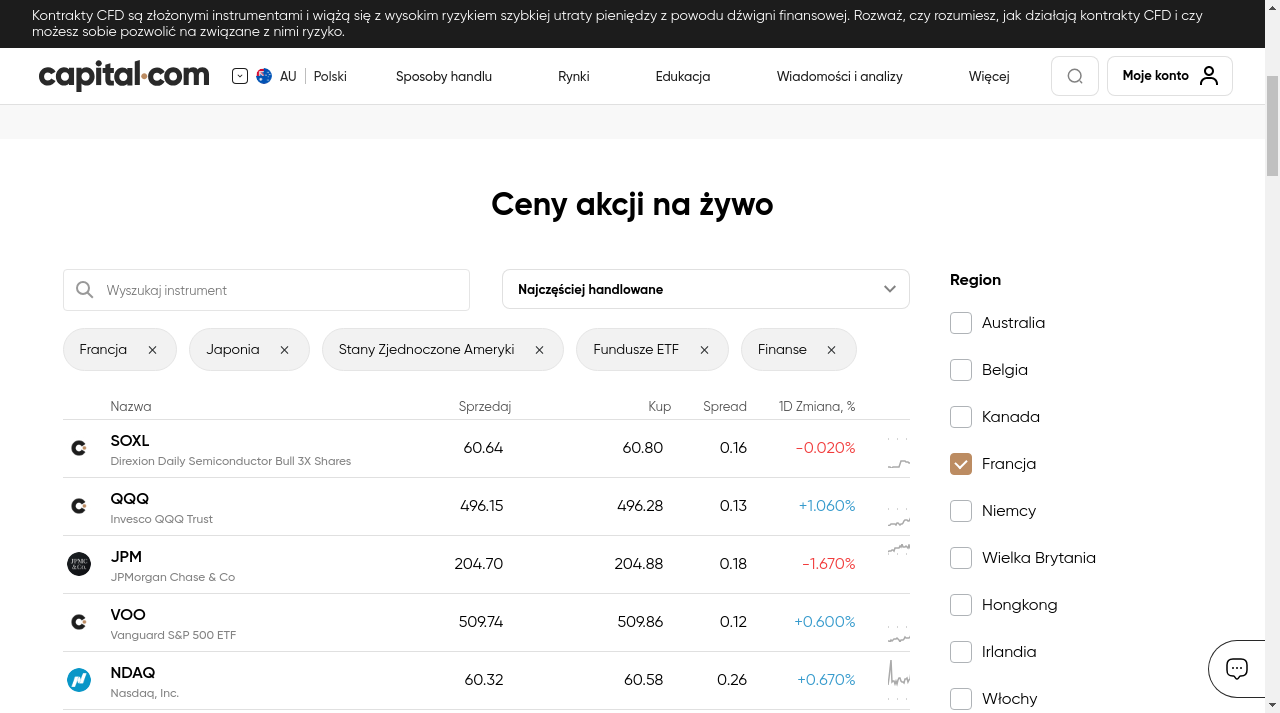 Kontrakty CFD są złożonymi instrumentami i wiążą się z wysokim ryzykiem szybkiej utraty pieniędzy z powodu dźwigni finansowej. Rozważ, czy rozumiesz, jak działają kontrakty CFD i czy
możesz sobie pozwolić na związane z nimi ryzyko.
capital.com AU Polski Sposoby handlu Rynki Edukacja Wiadomości i analizy Więcej Moje konto
Ceny akcji na żywo
Wyszukaj instrument Najczęściej handlowane
Francja Japonia Stany Zjednoczone Ameryki Fundusze ETF Finanse
Nazwa Sprzedaj Kup Spread 1D Zmiana, %
SOXL 60.64 60.80 0.16 -0.020%
Direxion Daily Semiconductor Bull 3X Shares
QQQ 496.15 496.28 0.13 +1.060%
Invesco QQQ Trust
JPMC & Co.
JPM 204.70 204.88 0.18 -1.670%
JPMorgan Chase & Co
VOO 509.74 509.86 0.12 +0.600%
Vanguard S&P 500 ETF
NDAQ 60.32 60.58 0.26 +0.670%
Nasdaq, Inc.
Region
Australia
Belgia
Kanada
Francja
Niemcy
Wielka Brytania
Hongkong
Irlandia
Włochy